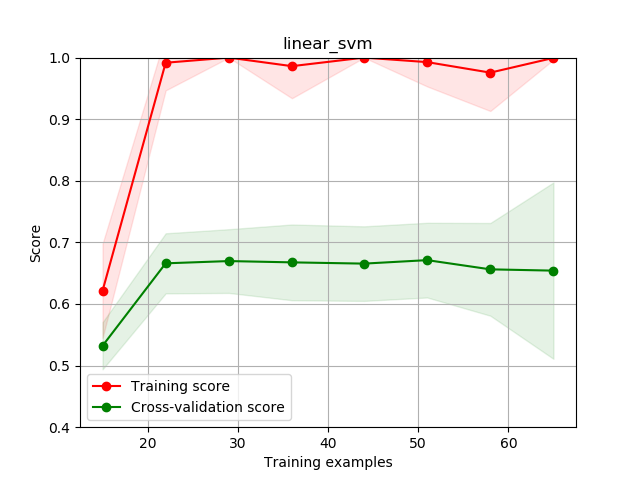 linear_svm
1.0
0.9
0.8
0.7
0.6
0.5
0.4
Score
Training score
Cross-validation score
20 30 40 50 60
Training examples